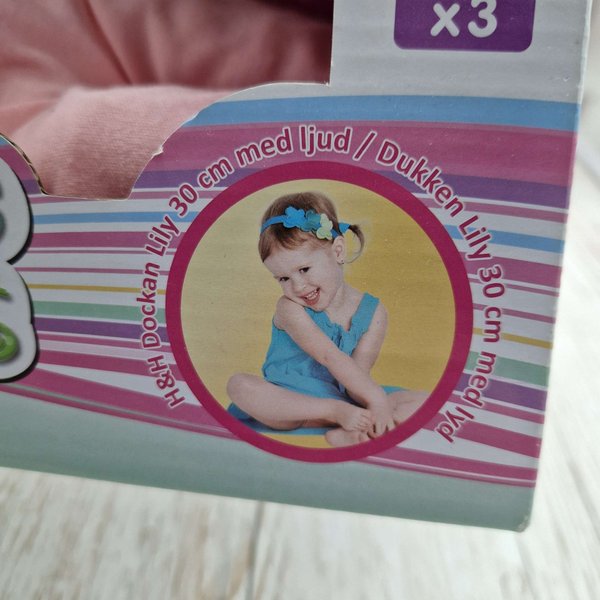 x3
H&H Dockan Lily 30 cm med ljud / Dukken Lily 30 cm med lyd